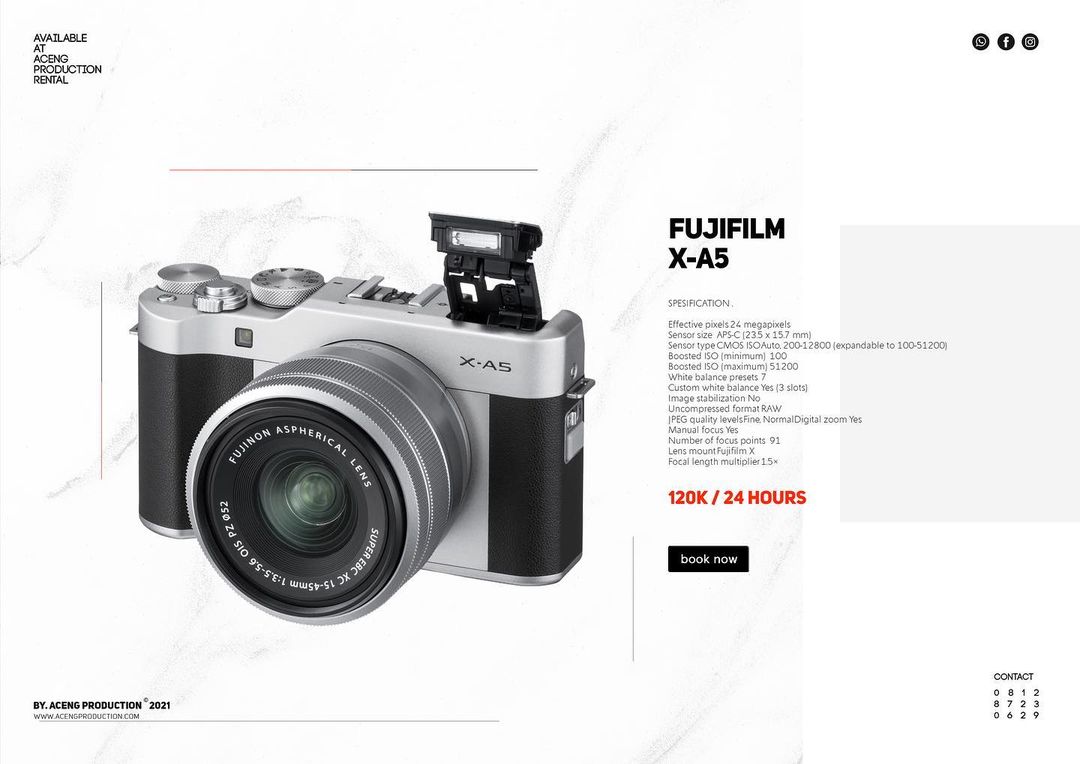 AVAILABLE
AT
ACENG
PRODUCTION
RENTAL
X-A5
FUJINON ASPHERICAL LENS
SUPER EBC XC 15-45mm 1:3.5-5.6 OIS PZ Ø52
FUJIFILM
X-A5
SPESIFICATION .
Effective pixels 24 megapixels
Sensor size APS-C (23.5 x 15.7 mm)
Sensor type CMOS ISOAuto, 200-12800 (expandable to 100-51200)
Boosted ISO (minimum) 100
Boosted ISO (maximum) 51200
White balance presets 7
Custom white balance Yes (3 slots)
Image stabilization No
Uncompressed format RAW
JPEG quality levelsFine, NormalDigital zoom Yes
Manual focus Yes
Number of focus points 91
Lens mountFujifilm X
Focal length multiplier 1.5×
120K / 24 HOURS
book now
BY. ACENG PRODUCTION © 2021
WWW.ACENGPRODUCTION.COM
CONTACT
0 8 1 2
8 7 2 3
0 6 2 9